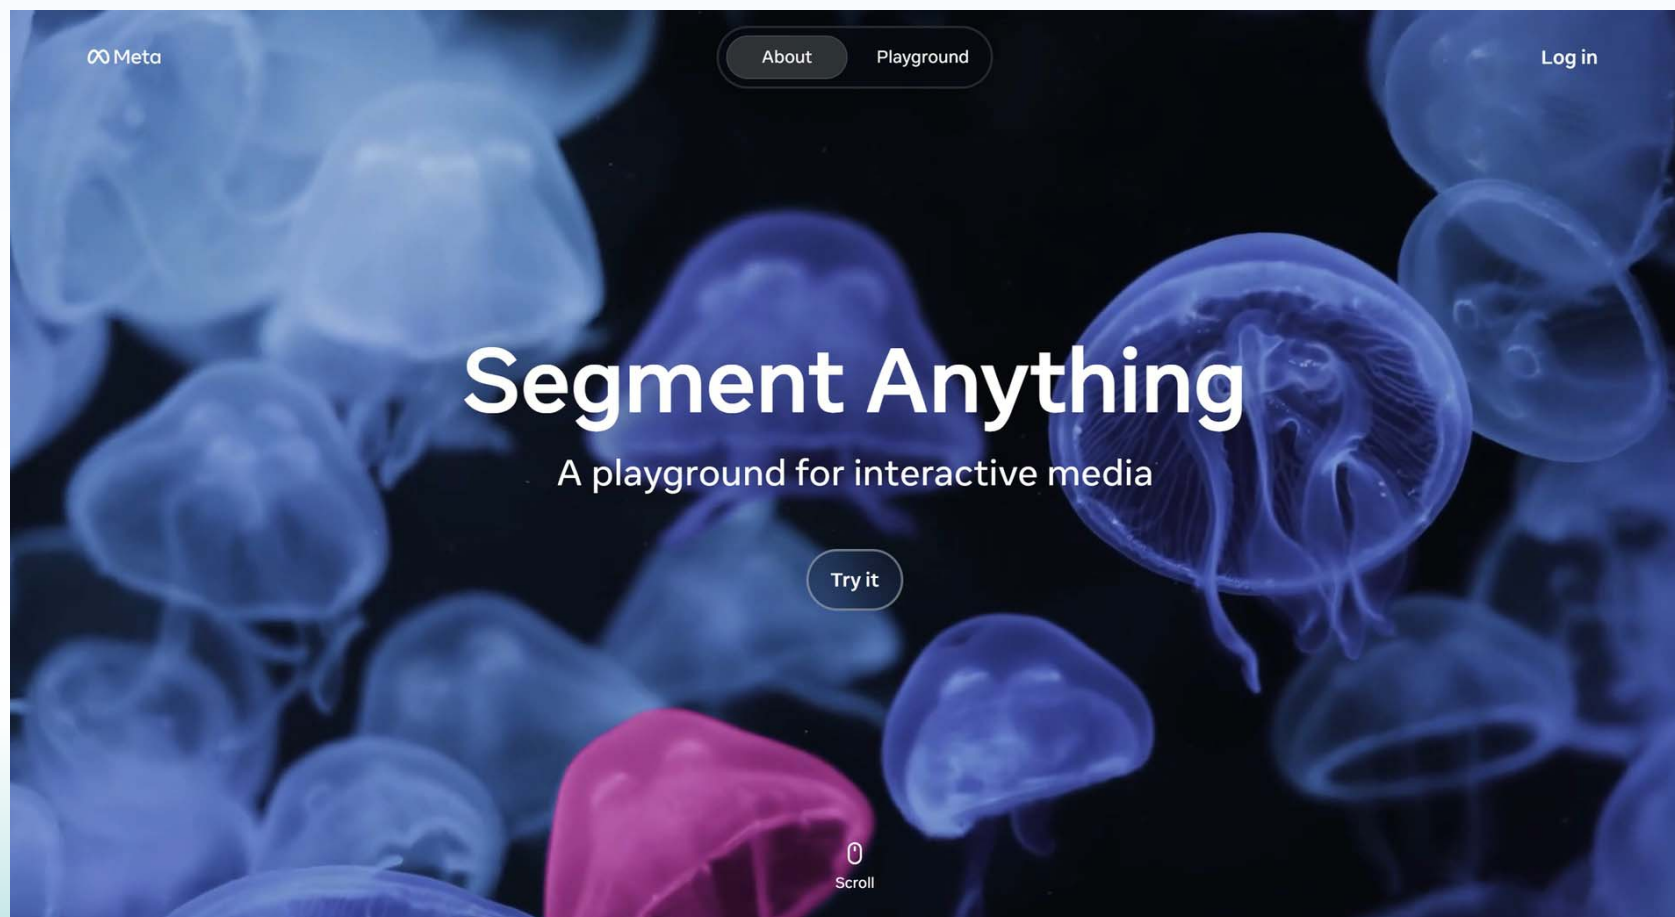 Meta
About
Playground
Log in
Segment Anything
A playground for interactive media
Try it
Scroll